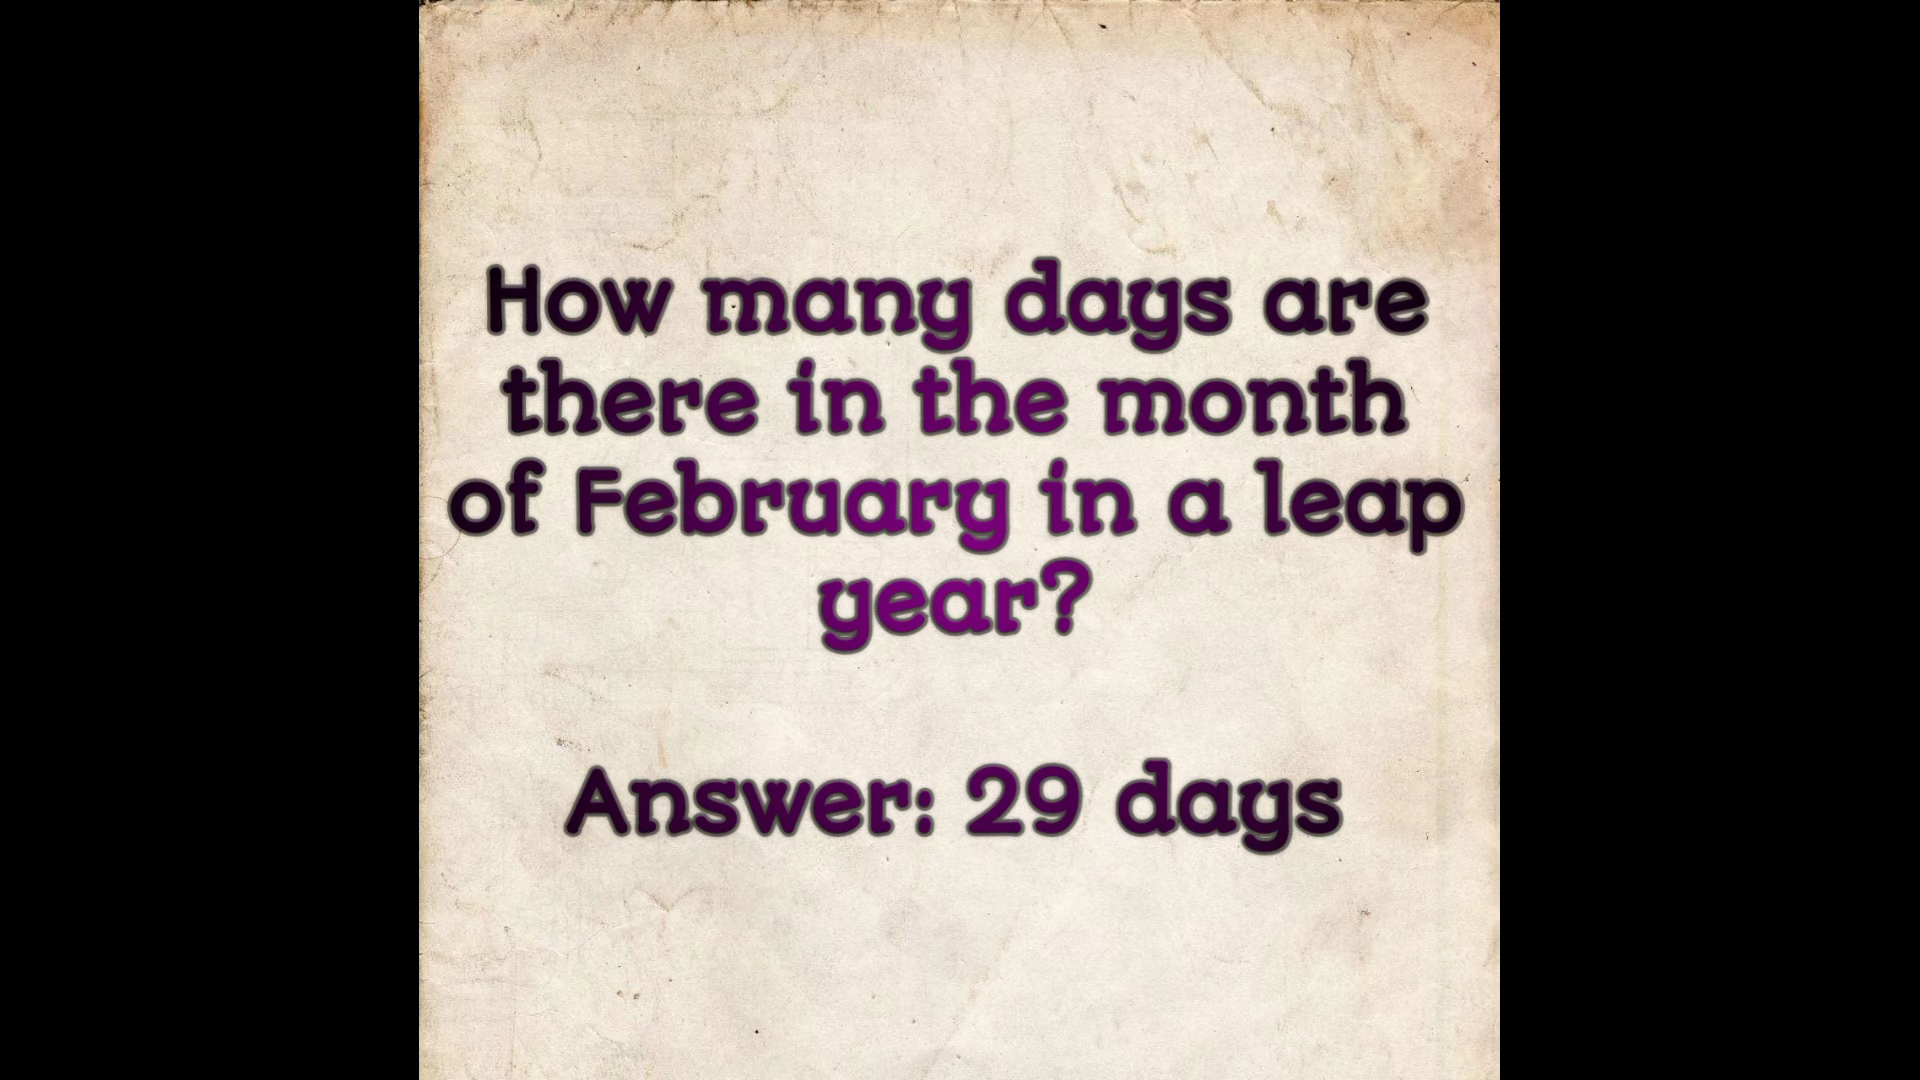 How many days are
there in the month
of February in a leap
year?
Answer: 29 days